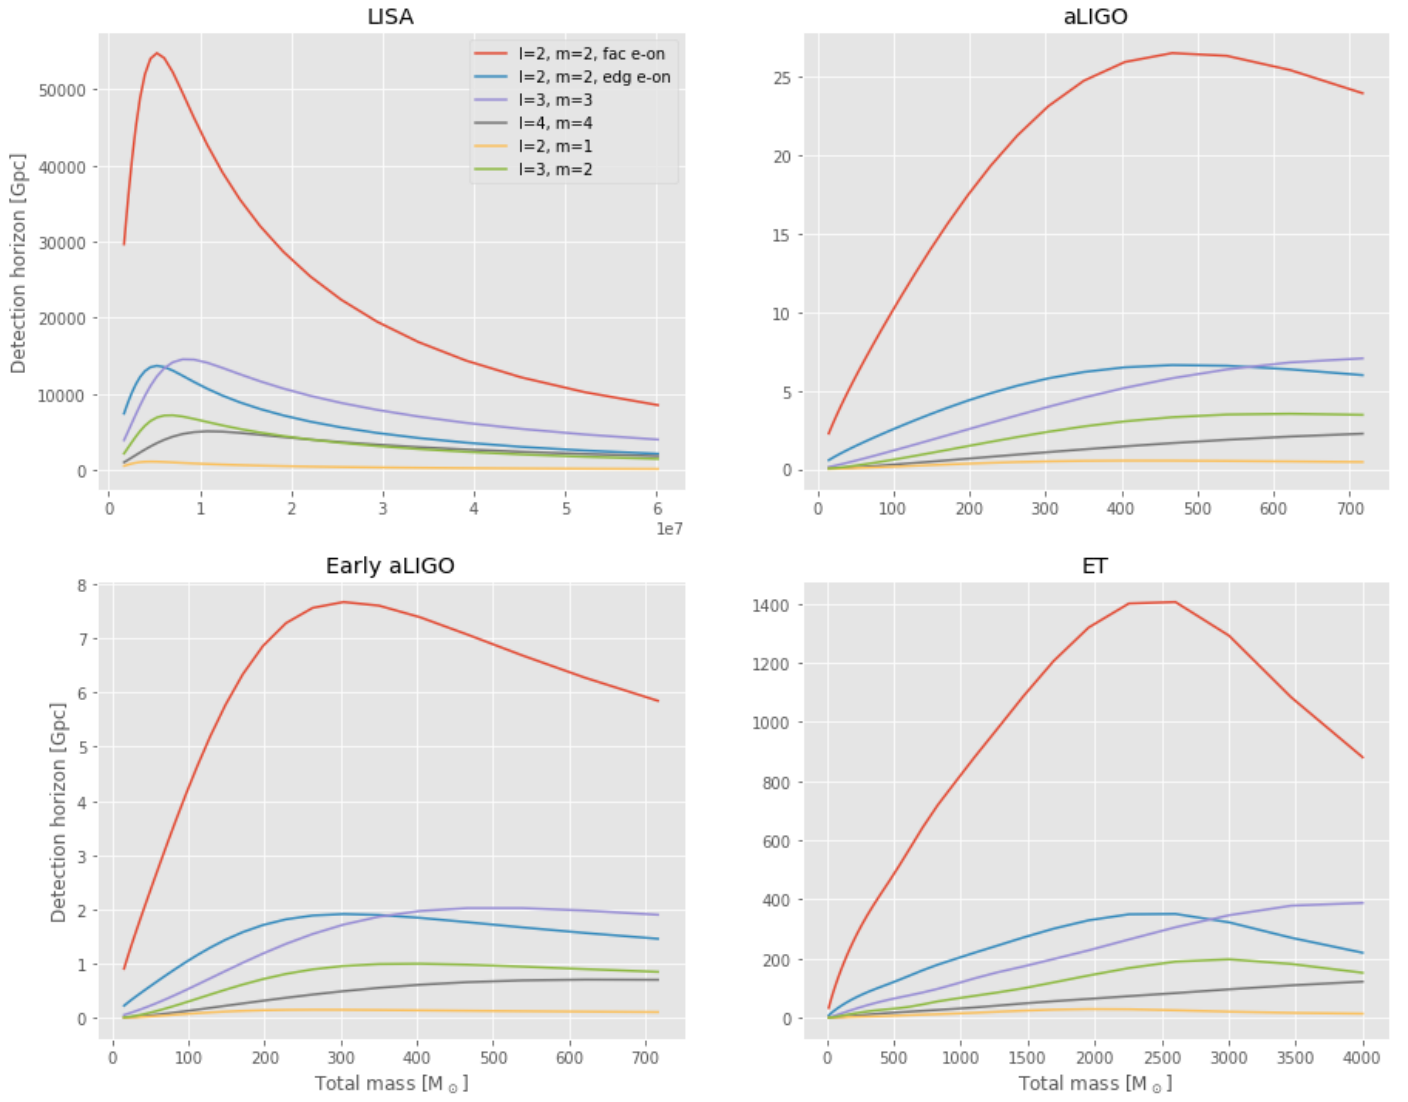 LISA
Detection horizon [Gpc]
50000
40000
30000
20000
10000
0
l=2, m=2, fac e-on
l=2, m=2, edg e-on
l=3, m=3
l=4, m=4
l=2, m=1
l=3, m=2
0 1 2 3 4 5 6
1e7
aLIGO
25
20
15
10
5
0
0 100 200 300 400 500 600 700
Early aLIGO
Detection horizon [Gpc]
8
7
6
5
4
3
2
1
0
0 100 200 300 400 500 600 700
Total mass [M⊙]
ET
1400
1200
1000
800
600
400
200
0
0 500 1000 1500 2000 2500 3000 3500 4000
Total mass [M⊙]